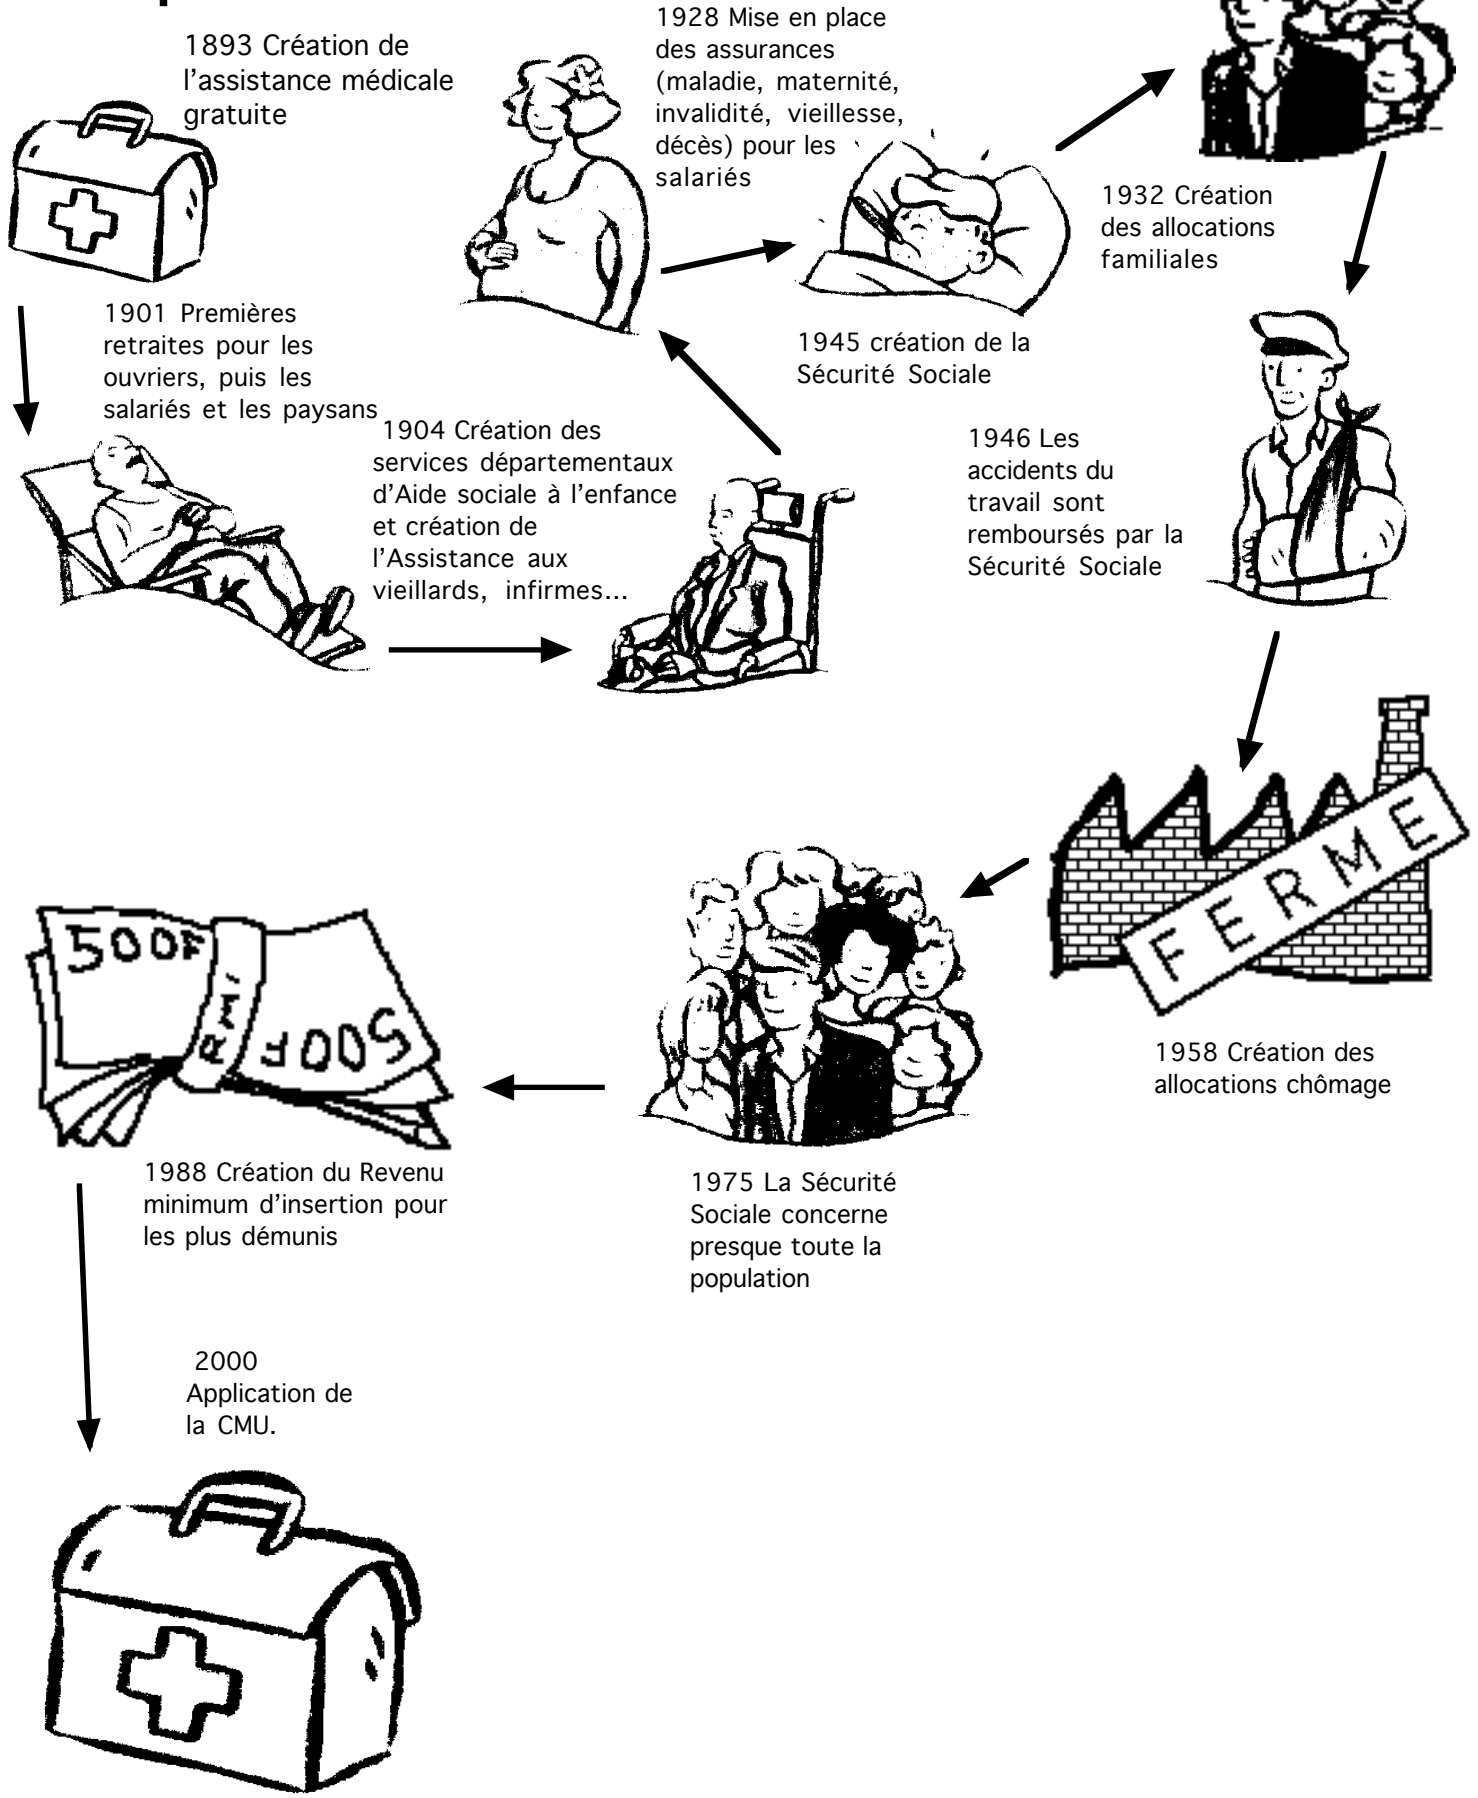 1893 Création de
l'assistance médicale
gratuite
1901 Premières
retraites pour les
ouvriers, puis les
salariés et les paysans
1904 Création des
services départementaux
d'Aide sociale à l'enfance
et création de
l'Assistance aux
vieillards, infirmes...
1928 Mise en place
des assurances
(maladie, maternité,
invalidité, vieillesse,
décès) pour les
salariés
1945 création de la
Sécurité Sociale
1932 Création
des allocations
familiales
1946 Les
accidents du
travail sont
remboursés par la
Sécurité Sociale
FERME
1958 Création des
allocations chômage
1975 La Sécurité
Sociale concerne
presque toute la
population
500F
RMI
500F
1988 Création du Revenu
minimum d'insertion pour
les plus démunis
2000
Application de
la CMU.